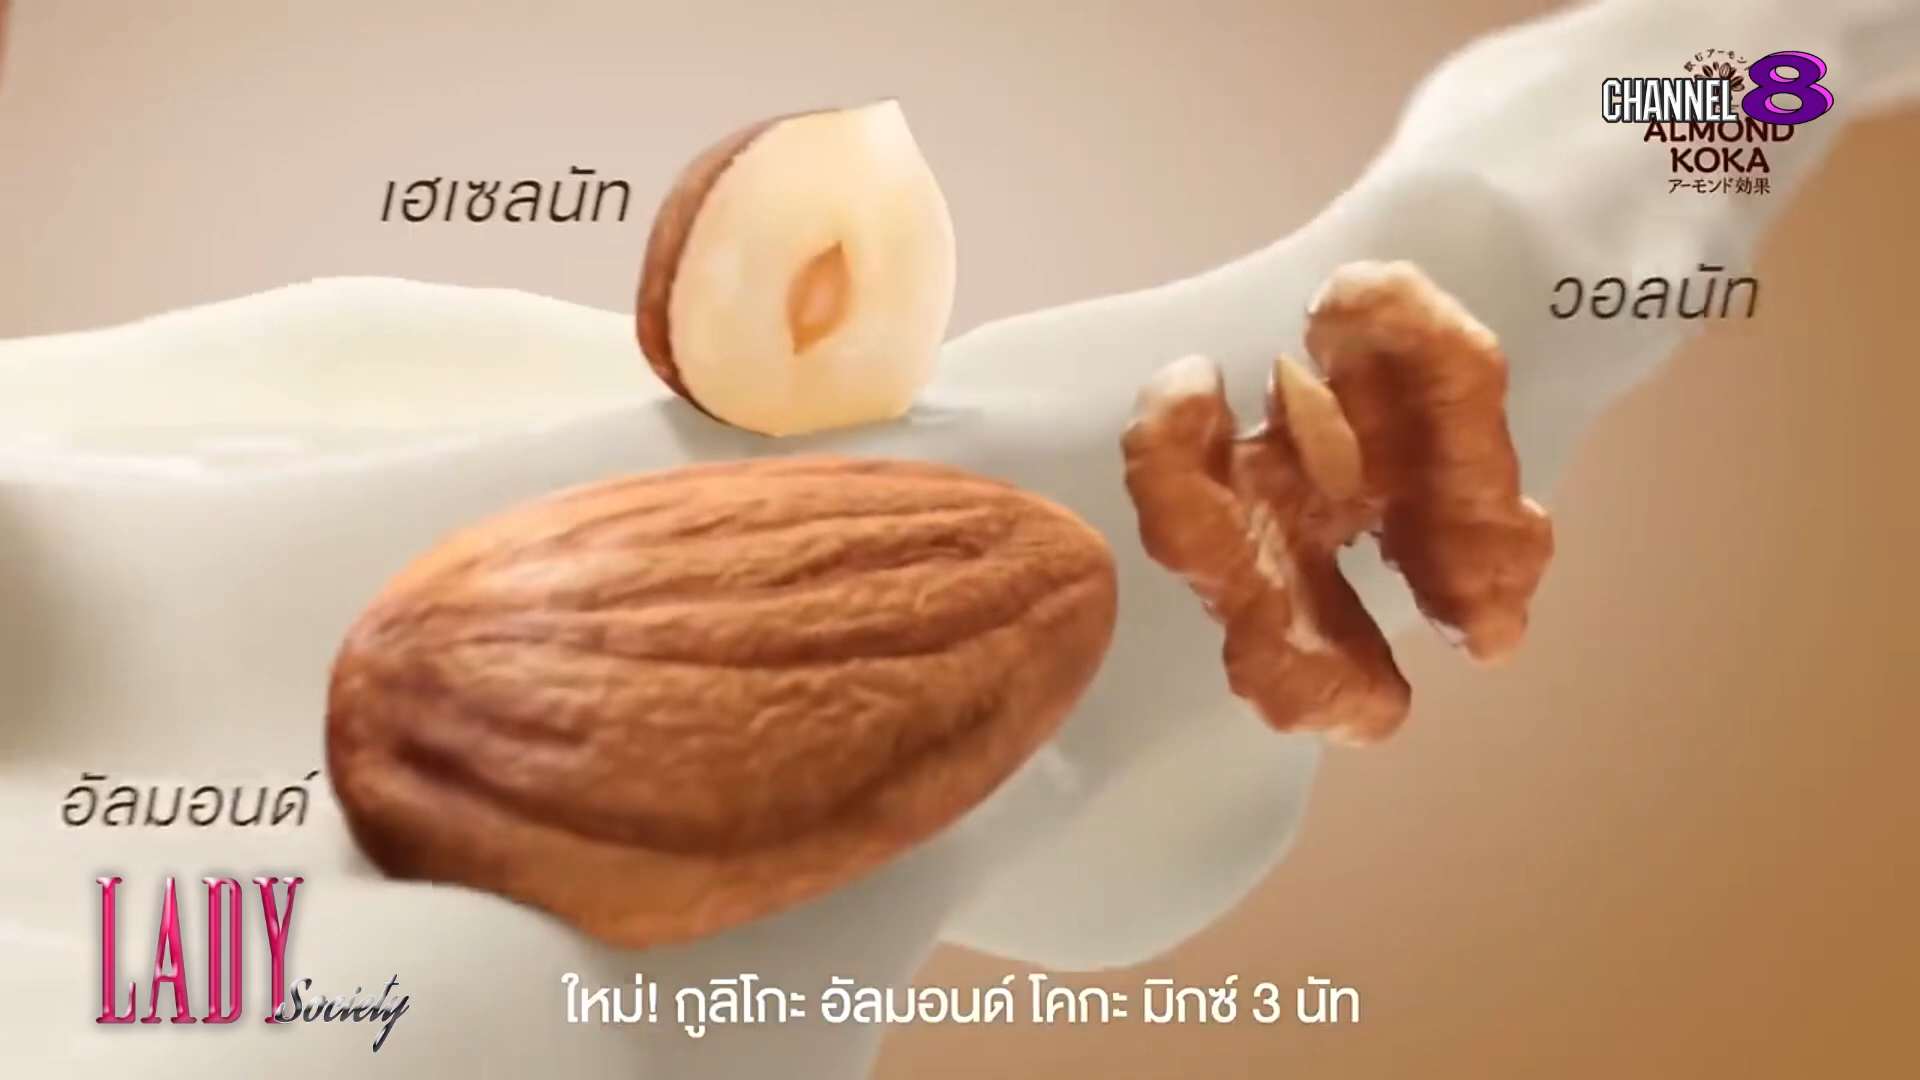 CHANNEL 8
ALMOND
KOKA
アーモンド効果
เฮเซลนัท
วอลนัท
อัลมอนด์
LADY
Society
ใหม่! กูลิโกะ อัลมอนด์ โคกะ มิกซ์ 3 นัท